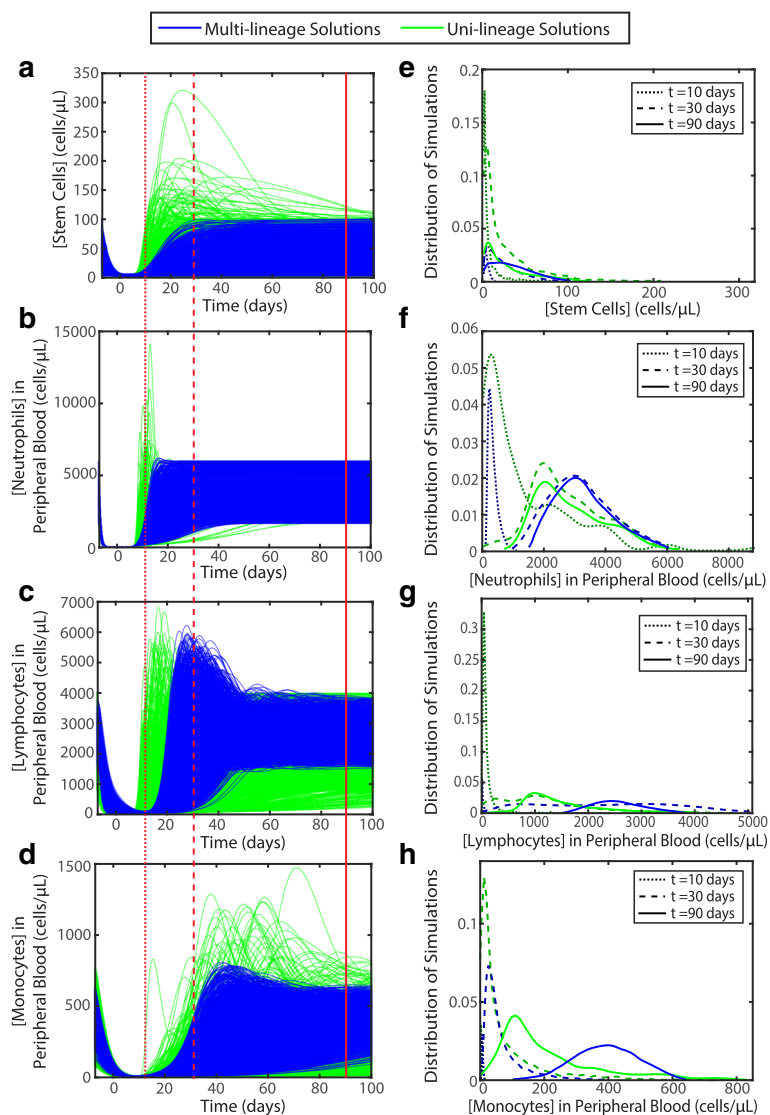 Multi-lineage Solutions Uni-lineage Solutions
a
[Stem Cells] (cells/μL)
350
300
250
200
150
100
50
0
0 20 40 60 80 100
Time (days)
b
[Neutrophils] in
Peripheral Blood (cells/μL)
15000
10000
5000
0
0 20 40 60 80 100
Time (days)
c
[Lymphocytes] in
Peripheral Blood (cells/μL)
7000
6000
5000
4000
3000
2000
1000
0
0 20 40 60 80 100
Time (days)
d
[Monocytes] in
Peripheral Blood (cells/μL)
1500
1000
500
0
0 20 40 60 80 100
Time (days)
e
Distribution of Simulations
0.2
0.15
0.1
0.05
0
t =10 days
t =30 days
t =90 days
0 100 200 300
[Stem Cells] (cells/μL)
f
Distribution of Simulations
0.06
0.05
0.04
0.03
0.02
0.01
0
t =10 days
t =30 days
t =90 days
0 2000 4000 6000 8000
[Neutrophils] in Peripheral Blood (cells/μL)
g
Distribution of Simulations
0.3
0.25
0.2
0.15
0.1
0.05
0
t =10 days
t =30 days
t =90 days
0 1000 2000 3000 4000 5000
[Lymphocytes] in Peripheral Blood (cells/μL)
h
Distribution of Simulations
0.1
0.05
0
t =10 days
t =30 days
t =90 days
0 200 400 600 800
[Monocytes] in Peripheral Blood (cells/μL)